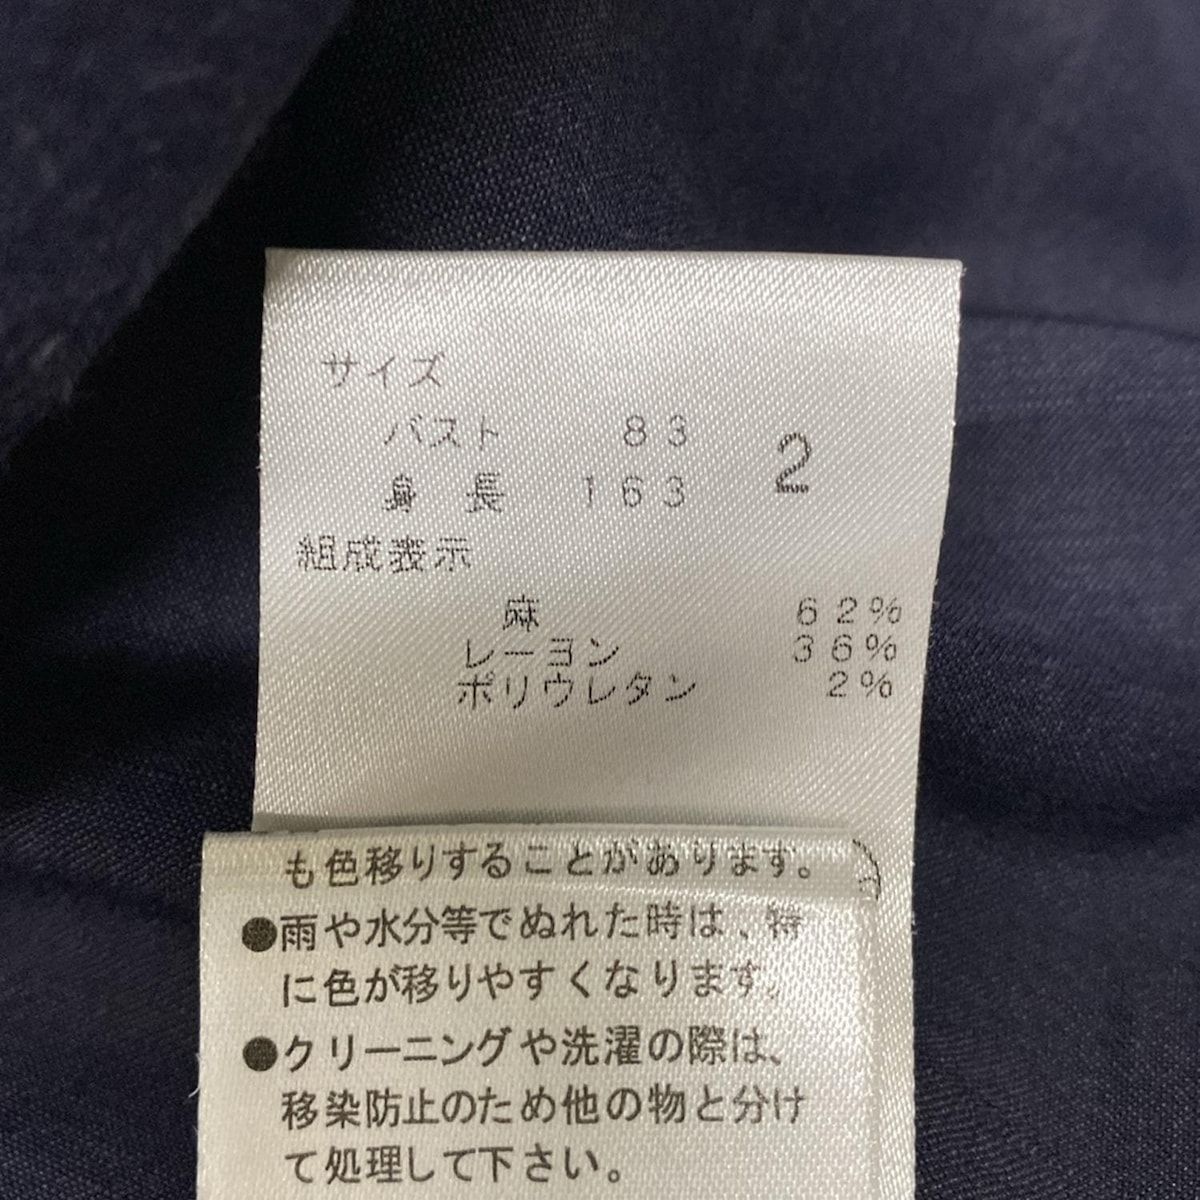 サイズ
バスト 83
2
身長 163
組成表示
麻 62%
レーヨン 36%
ポリウレタン 2%
も色移りすることがあります。
●雨や水分等でぬれた時は、特
に色が移りやすくなります。
●クリーニングや洗濯の際は、
移染防止のため他の物と分け
て処理して下さい。